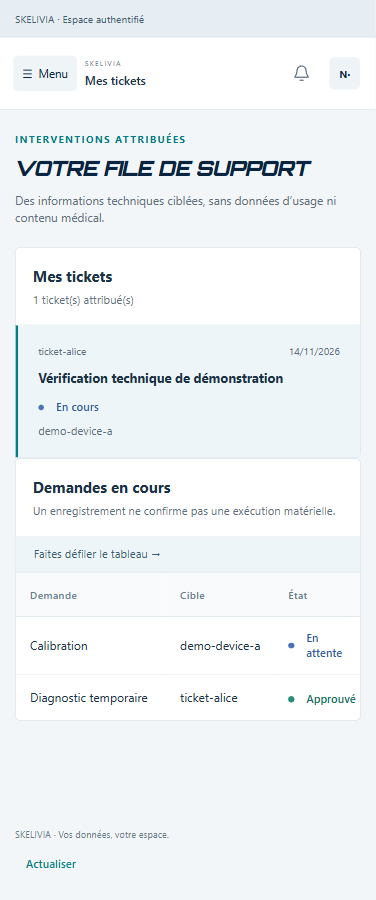 SKELIVIA · Espace authentifié
☰ Menu
SKELIVIA
Mes tickets
N·
INTERVENTIONS ATTRIBUÉES
VOTRE FILE DE SUPPORT
Des informations techniques ciblées, sans données d'usage ni
contenu médical.
Mes tickets
1 ticket(s) attribué(s)
ticket-alice 14/11/2026
Vérification technique de démonstration
En cours
demo-device-a
Demandes en cours
Un enregistrement ne confirme pas une exécution matérielle.
Faites défiler le tableau →
Demande Cible État
Calibration demo-device-a En
attente
Diagnostic temporaire ticket-alice Approuvé
SKELIVIA · Vos données, votre espace.
Actualiser